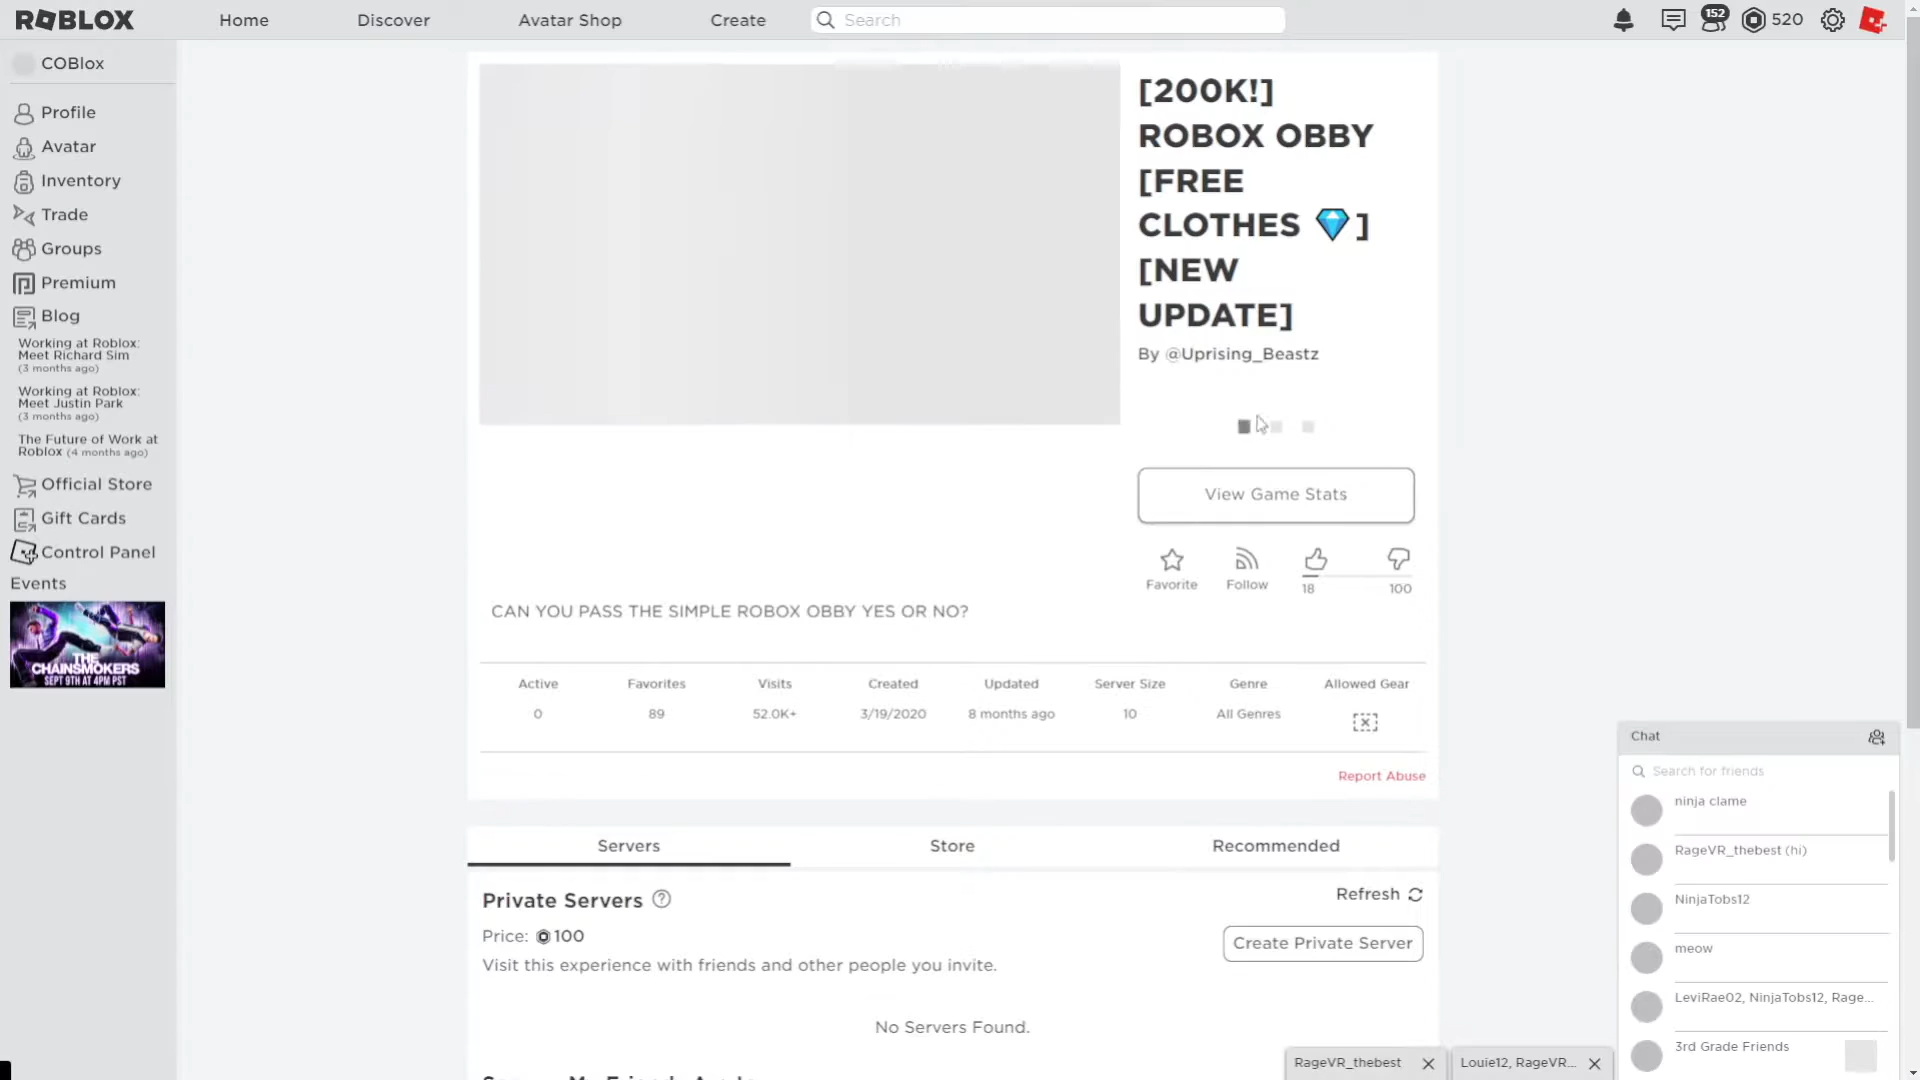 ROBLOX
Home
Discover
Avatar Shop
Create
Search
152
520
COBlox
Profile
Avatar
Inventory
Trade
Groups
Premium
Blog
Working at Roblox:
Meet Richard Sim
(3 months ago)
Working at Roblox:
Meet Justin Park
(3 months ago)
The Future of Work at
Roblox (4 months ago)
Official Store
Gift Cards
Control Panel
Events
THE
CHAINSMOKERS
SEPT 9TH AT 4PM PST
[200K!]
ROBOX OBBY
[FREE
CLOTHES 💎]
[NEW
UPDATE]
By @Uprising_Beastz
View Game Stats
Favorite
Follow
18
100
CAN YOU PASS THE SIMPLE ROBOX OBBY YES OR NO?
Active
Favorites
Visits
Created
Updated
Server Size
Genre
Allowed Gear
0
89
52.0K+
3/19/2020
8 months ago
10
All Genres
Report Abuse
Servers
Store
Recommended
Private Servers
Refresh
Price: 100
Create Private Server
Visit this experience with friends and other people you invite.
No Servers Found.
Chat
Search for friends
ninja clame
RageVR_thebest (hi)
NinjaTobs12
meow
LeviRae02, NinjaTobs12, Rage...
3rd Grade Friends
RageVR_thebest
Louie12, RageVR...